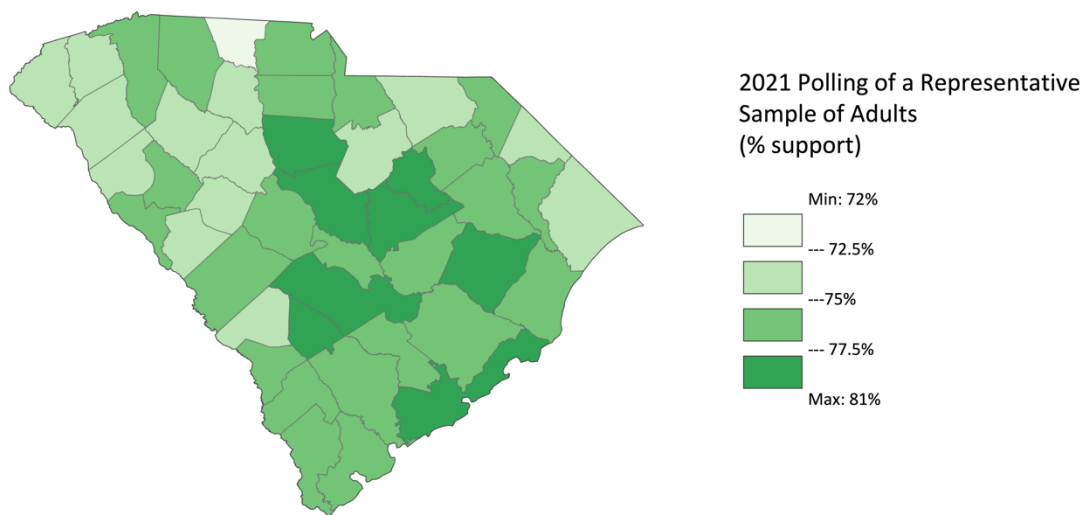 2021 Polling of a Representative
Sample of Adults
(% support)
Min: 72%
--- 72.5%
---75%
--- 77.5%
Max: 81%